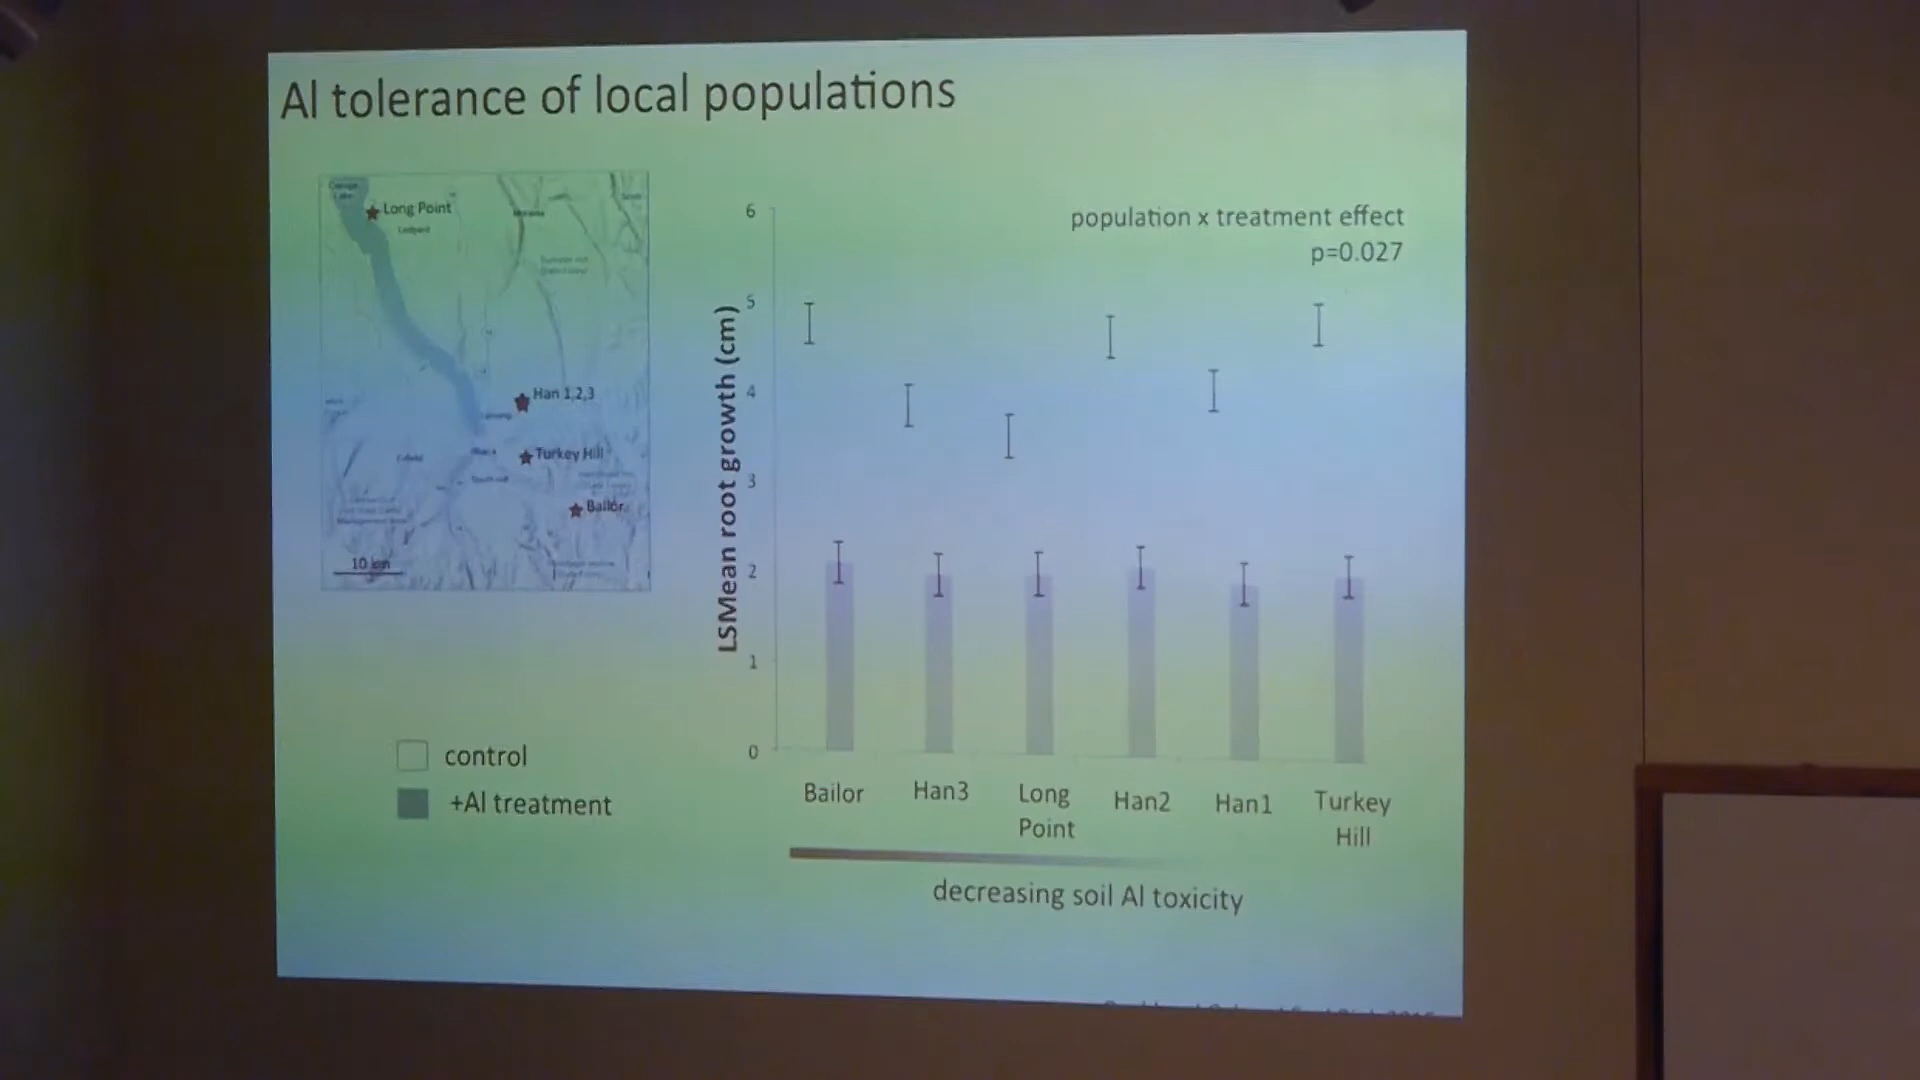 Al tolerance of local populations
Long Point
Han 1,2,3
Turkey Hill
Bailor
10 km
control
+Al treatment
population x treatment effect
p=0.027
LSMean root growth (cm)
6
5
4
3
2
1
0
Bailor
Han3
Long
Point
Han2
Han1
Turkey
Hill
decreasing soil Al toxicity